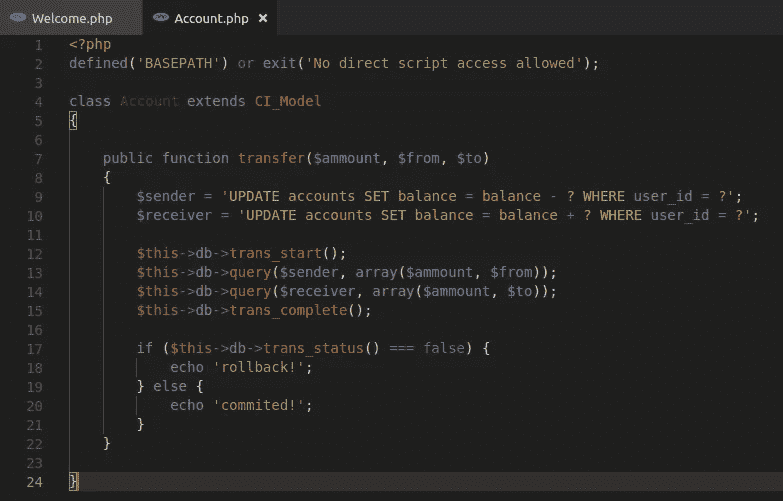 Welcome.php Account.php ×
1 <?php
2 defined('BASEPATH') or exit('No direct script access allowed');
3
4 class Account extends CI_Model
5 {
6
7     public function transfer($ammount, $from, $to)
8     {
9         $sender = 'UPDATE accounts SET balance = balance - ? WHERE user_id = ?';
10         $receiver = 'UPDATE accounts SET balance = balance + ? WHERE user_id = ?';
11
12         $this->db->trans_start();
13         $this->db->query($sender, array($ammount, $from));
14         $this->db->query($receiver, array($ammount, $to));
15         $this->db->trans_complete();
16
17         if ($this->db->trans_status() === false) {
18             echo 'rollback!';
19         } else {
20             echo 'commited!';
21         }
22     }
23
24 }